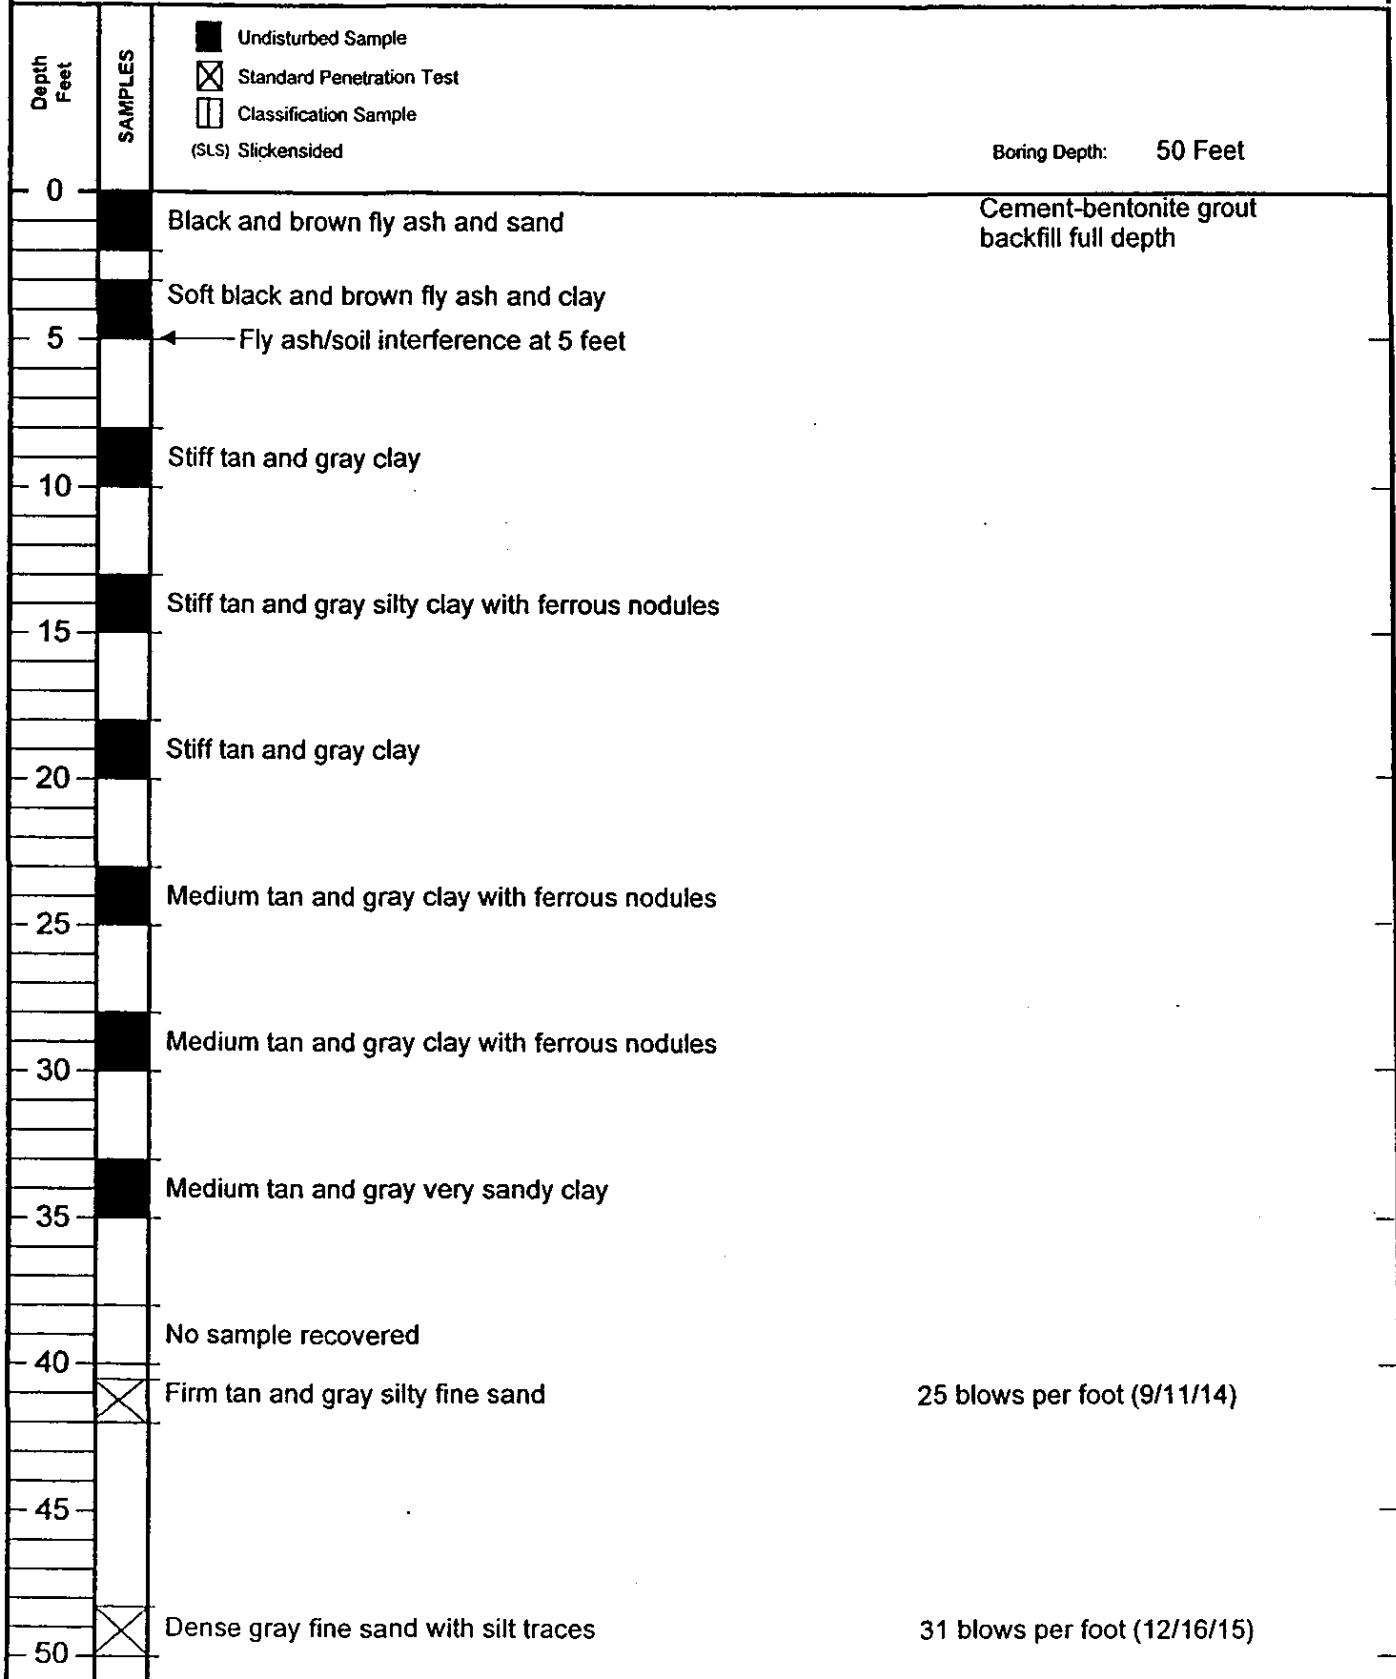 Depth
Feet
SAMPLES
Undisturbed Sample
Standard Penetration Test
Classification Sample
(SLS) Slickensided
Boring Depth: 50 Feet
0
Black and brown fly ash and sand
Cement-bentonite grout
backfill full depth
Soft black and brown fly ash and clay
5
Fly ash/soil interference at 5 feet
Stiff tan and gray clay
10
Stiff tan and gray silty clay with ferrous nodules
15
Stiff tan and gray clay
20
Medium tan and gray clay with ferrous nodules
25
Medium tan and gray clay with ferrous nodules
30
Medium tan and gray very sandy clay
35
No sample recovered
40
Firm tan and gray silty fine sand 25 blows per foot (9/11/14)
45
Dense gray fine sand with silt traces 31 blows per foot (12/16/15)
50